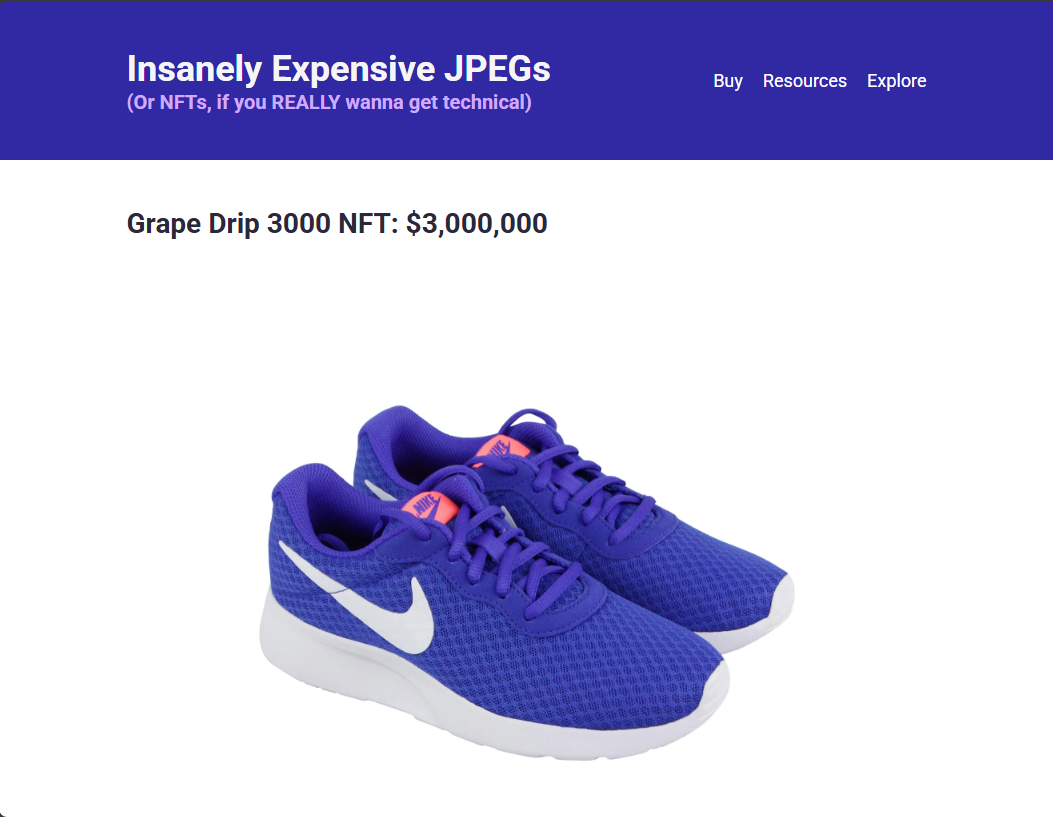 Insanely Expensive JPEGs
(Or NFTs, if you REALLY wanna get technical)
Buy Resources Explore
Grape Drip 3000 NFT: $3,000,000
NIKE
NIKE